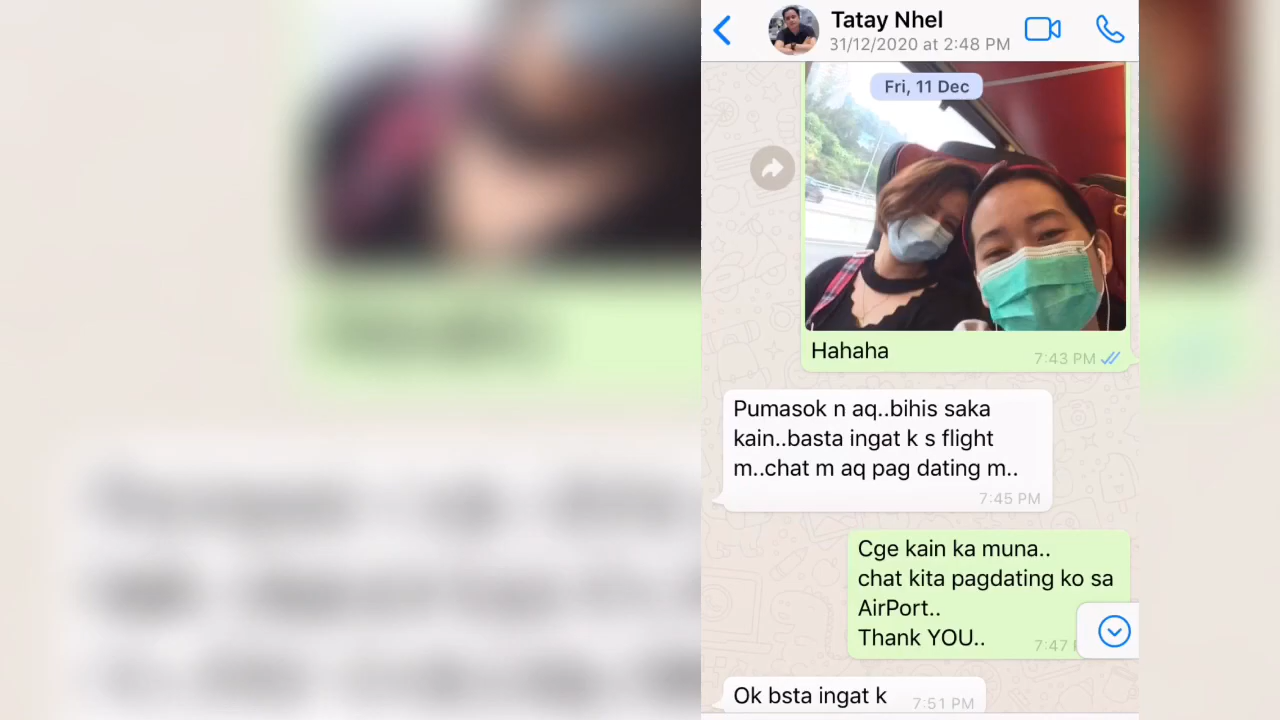 Tatay Nhel
31/12/2020 at 2:48 PM
Fri, 11 Dec
Hahaha
7:43 PM
Pumasok n aq..bihis saka
kain..basta ingat k s flight
m..chat m aq pag dating m..
7:45 PM
Cge kain ka muna..
chat kita pagdating ko sa
AirPort..
Thank YOU..
7:47
Ok bsta ingat k
7:51 PM